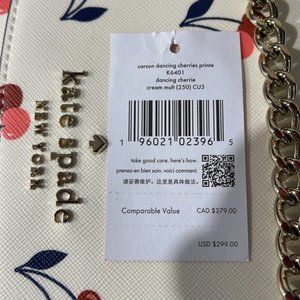 kate spade
NEW YORK
carson dancing cherries printe
K6401
dancing cherrie
cream mult (250) CU3
1 96021 02396 5
take good care. here's how.
prenez-en bien soin. voici comment.
请妥善维护。这里是具体做法。
Comparable Value
CAD $379.00
USD $299.00